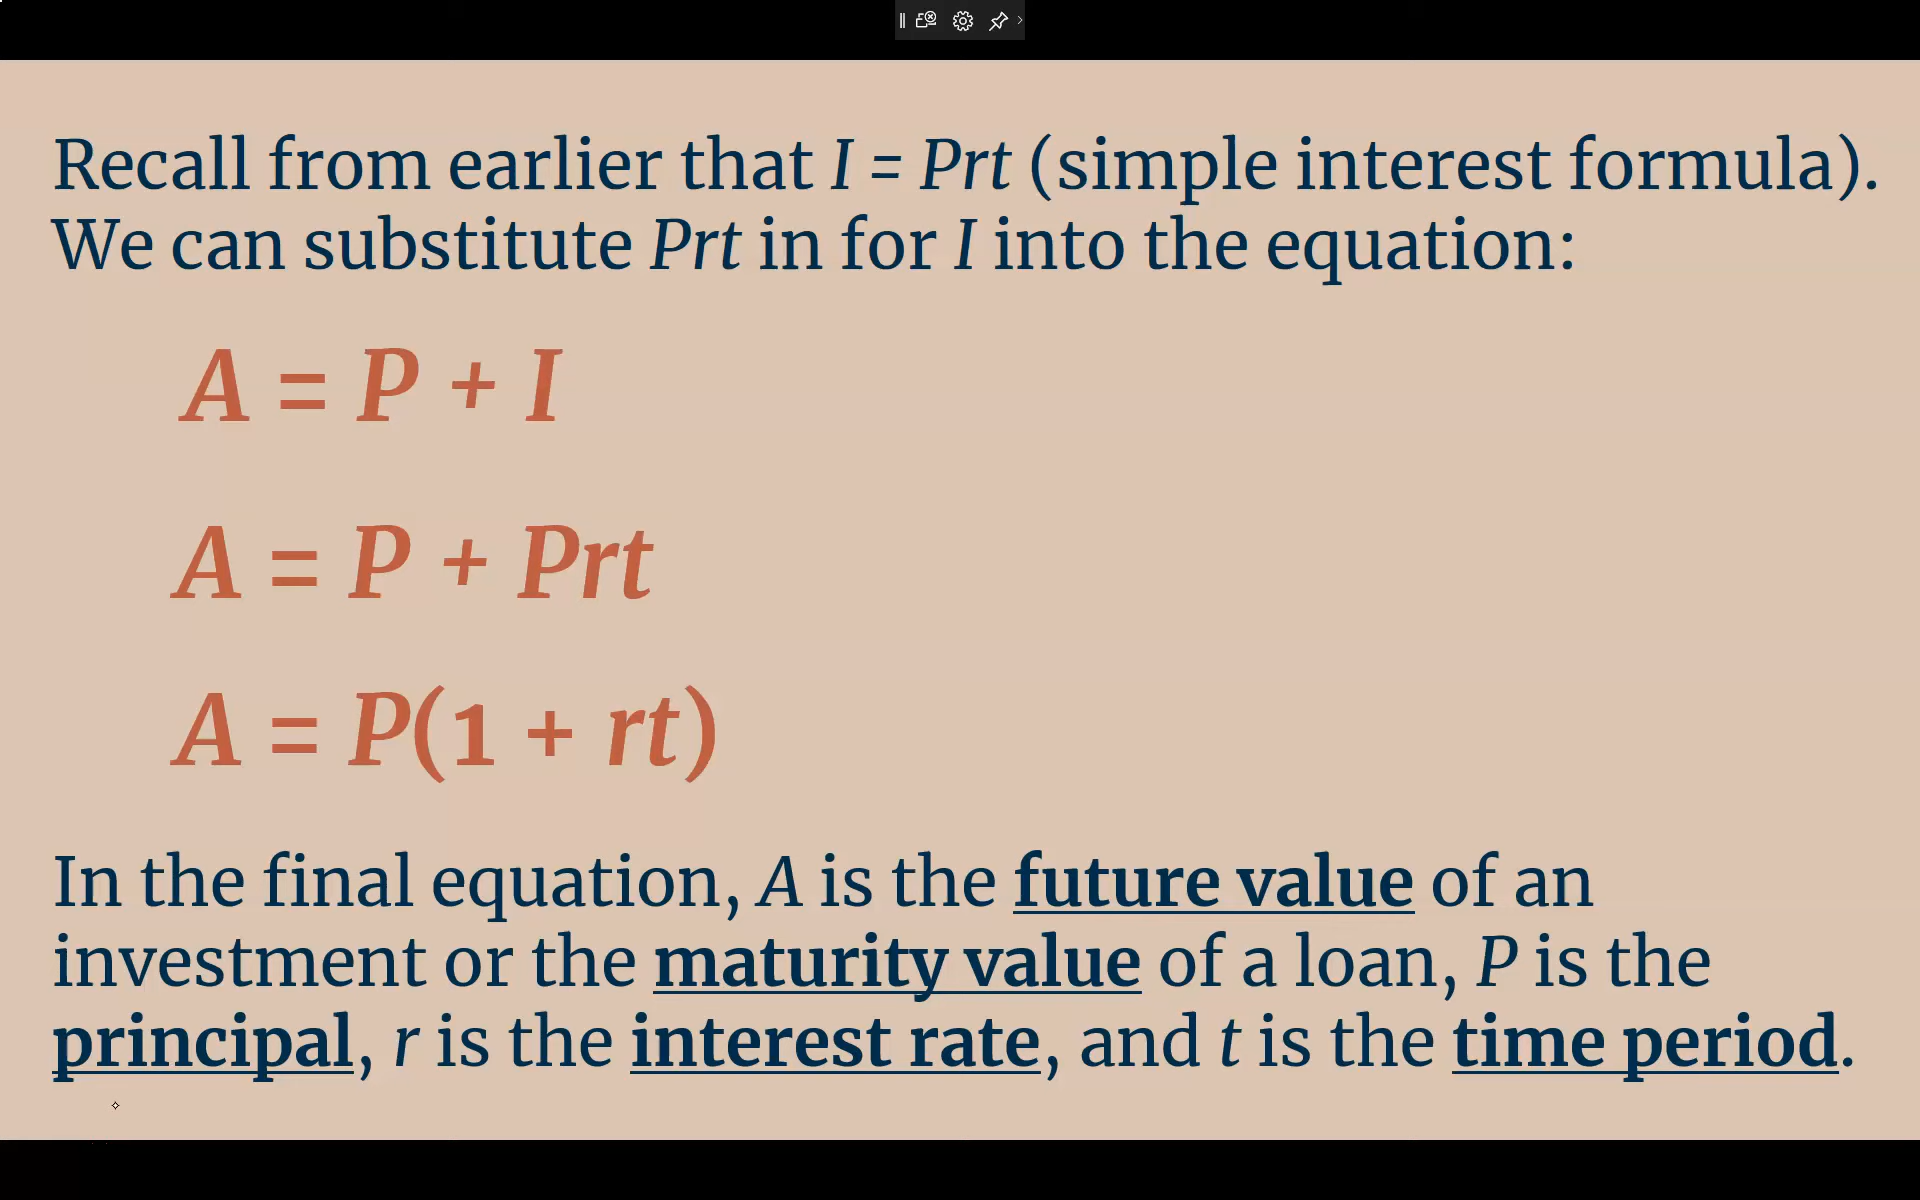 Recall from earlier that I = Prt (simple interest formula).
We can substitute Prt in for I into the equation:
A = P + I
A = P + Prt
A = P(1 + rt)
In the final equation, A is the future value of an
investment or the maturity value of a loan, P is the
principal, r is the interest rate, and t is the time period.